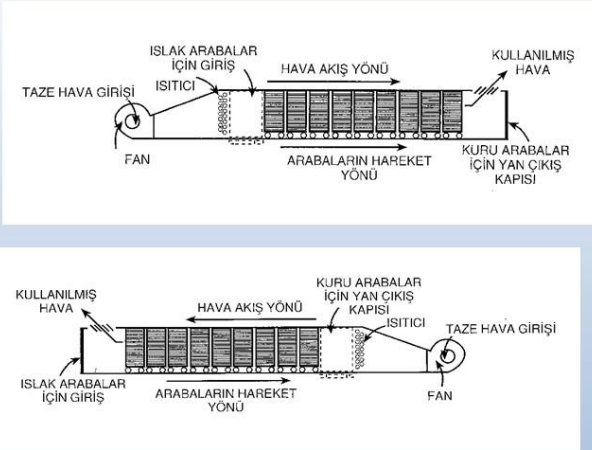 ISLAK ARABALAR
İÇİN GİRİŞ
ISITICI
TAZE HAVA GİRİŞİ
FAN
HAVA AKIŞ YÖNÜ
ARABALARIN HAREKET
YÖNÜ
KULLANILMIŞ
HAVA
KURU ARABALAR
İÇİN YAN ÇIKIŞ
KAPISI
KULLANILMIŞ
HAVA
ISLAK ARABALAR
İÇİN GİRİŞ
HAVA AKIŞ YÖNÜ
ARABALARIN HAREKET
YÖNÜ
KURU ARABALAR
İÇİN YAN ÇIKIŞ
KAPISI
ISITICI
TAZE HAVA GİRİŞİ
FAN